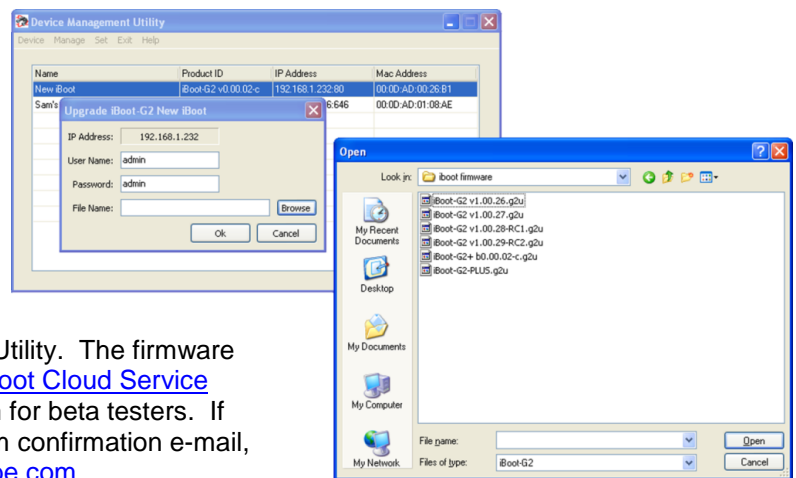 Device Management Utility
Device Manage Set Exit Help
Name Product ID IP Address Mac Address
New iBoot iBoot-G2 v0.00.02-c 192.168.1.232:80 00:0D:AD:00:26:B1
Sam's 6:646 00:0D:AD:01:08:AE
Upgrade iBoot-G2 New iBoot
IP Address: 192.168.1.232
User Name: admin
Password: admin
File Name: Browse
Ok Cancel
Open
Look in: iboot firmware
iBoot-G2 v1.00.26.g2u
iBoot-G2 v1.00.27.g2u
iBoot-G2 v1.00.28-RC1.g2u
iBoot-G2 v1.00.29-RC2.g2u
iBoot-G2+ b0.00.02-c.g2u
iBoot-G2-PLUS.g2u
My Recent
Documents
Desktop
My Documents
My Computer
My Network
File name: Open
Files of type: iBoot-G2 Cancel
Utility. The firmware
oot Cloud Service
for beta testers. If
confirmation e-mail,